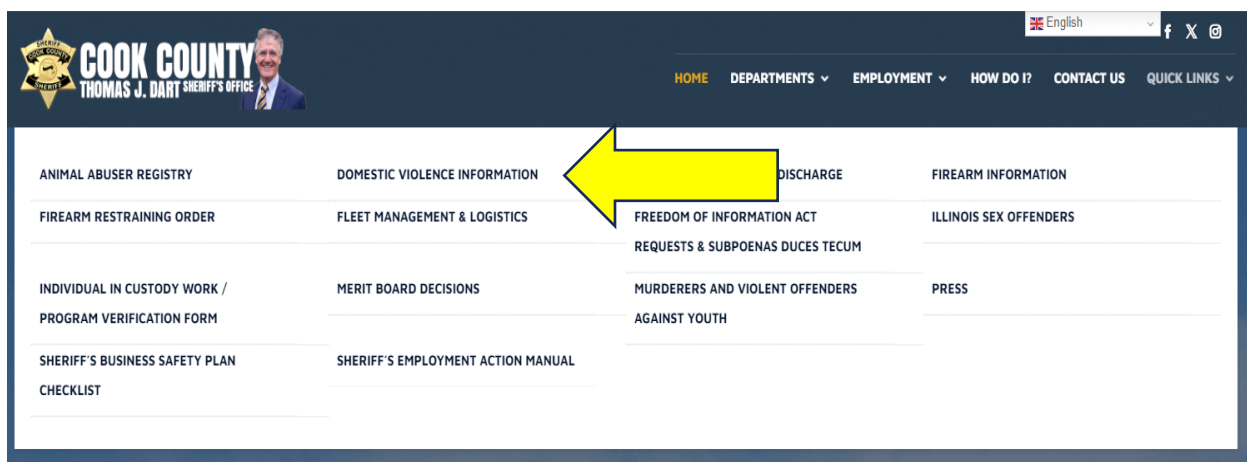 English
SHERIFF
COOK COUNTY
SHERIFF
COOK COUNTY
THOMAS J. DART SHERIFF'S OFFICE
HOME DEPARTMENTS EMPLOYMENT HOW DO I? CONTACT US QUICK LINKS
ANIMAL ABUSER REGISTRY
DOMESTIC VIOLENCE INFORMATION
DISCHARGE
FIREARM INFORMATION
FIREARM RESTRAINING ORDER
FLEET MANAGEMENT & LOGISTICS
FREEDOM OF INFORMATION ACT
REQUESTS & SUBPOENAS DUCES TECUM
ILLINOIS SEX OFFENDERS
INDIVIDUAL IN CUSTODY WORK /
PROGRAM VERIFICATION FORM
MERIT BOARD DECISIONS
MURDERERS AND VIOLENT OFFENDERS
AGAINST YOUTH
PRESS
SHERIFF'S BUSINESS SAFETY PLAN
CHECKLIST
SHERIFF'S EMPLOYMENT ACTION MANUAL